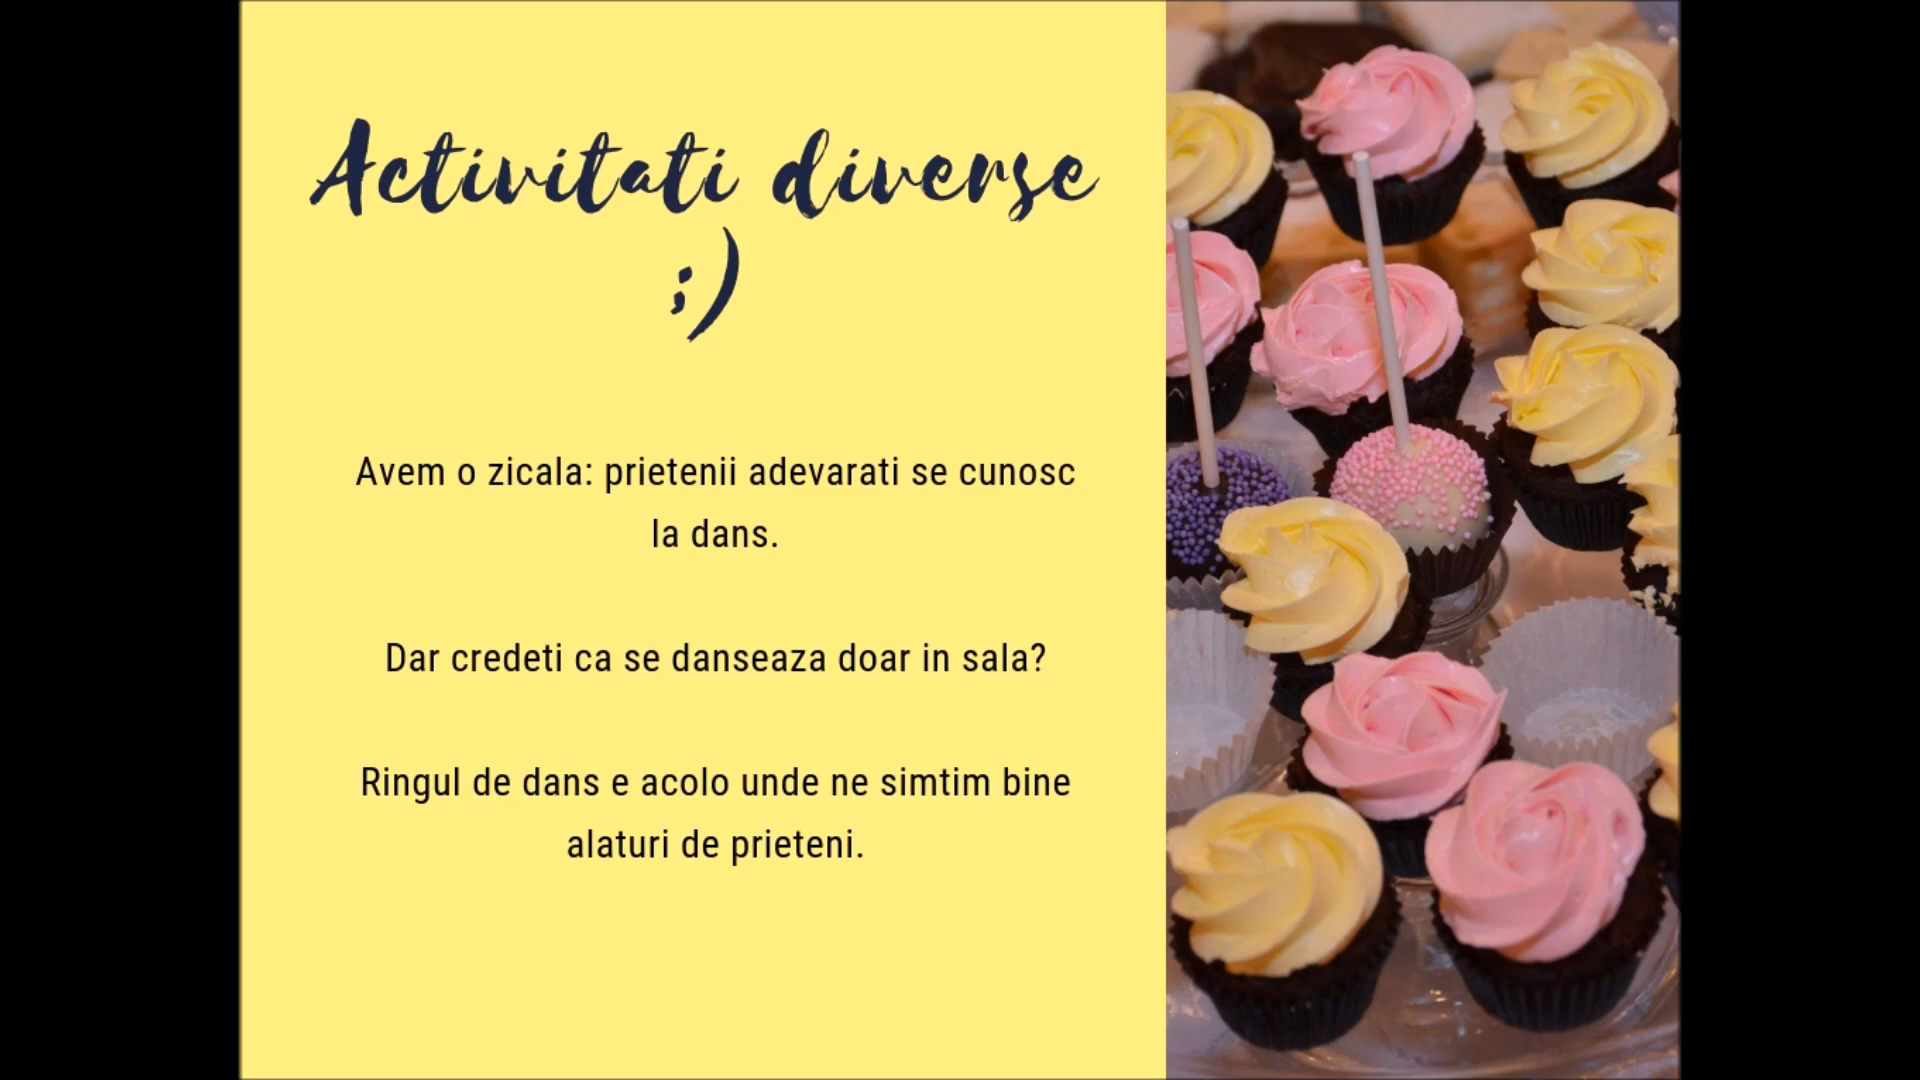 Activitati diverse
;)
Avem o zicala: prietenii adevarati se cunosc
la dans.
Dar credeti ca se danseaza doar in sala?
Ringul de dans e acolo unde ne simtim bine
alaturi de prieteni.